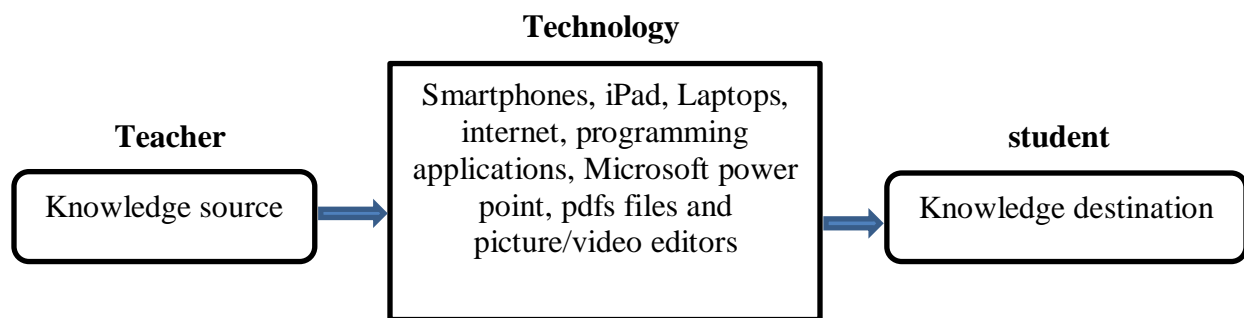 Technology
Teacher
Knowledge source
Smartphones, iPad, Laptops,
internet, programming
applications, Microsoft power
point, pdfs files and
picture/video editors
student
Knowledge destination